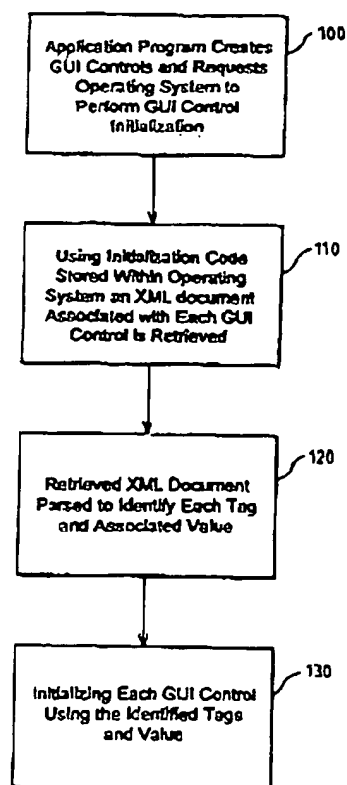 100
Application Program Creates
GUI Controls and Requests
Operating System to
Perform GUI Control
Initialization
110
Using Initialization Code
Stored Within Operating
System an XML document
Associated with Each GUI
Control is Retrieved
120
Retrieved XML Document
Parsed to Identify Each Tag
and Associated Value
130
Initializing Each GUI Control
Using the Identified Tags
and Value